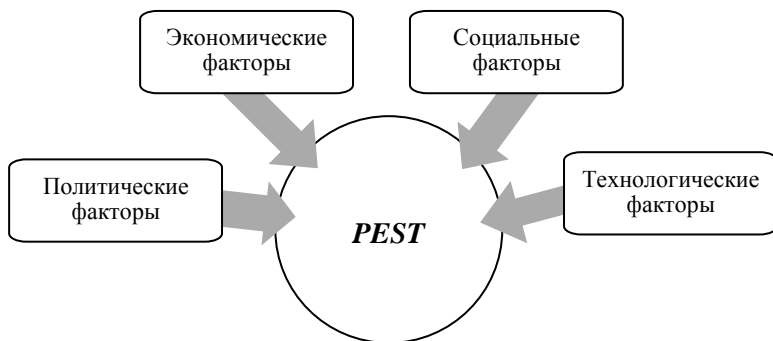 Экономические
факторы
Социальные
факторы
Политические
факторы
Технологические
факторы
PEST